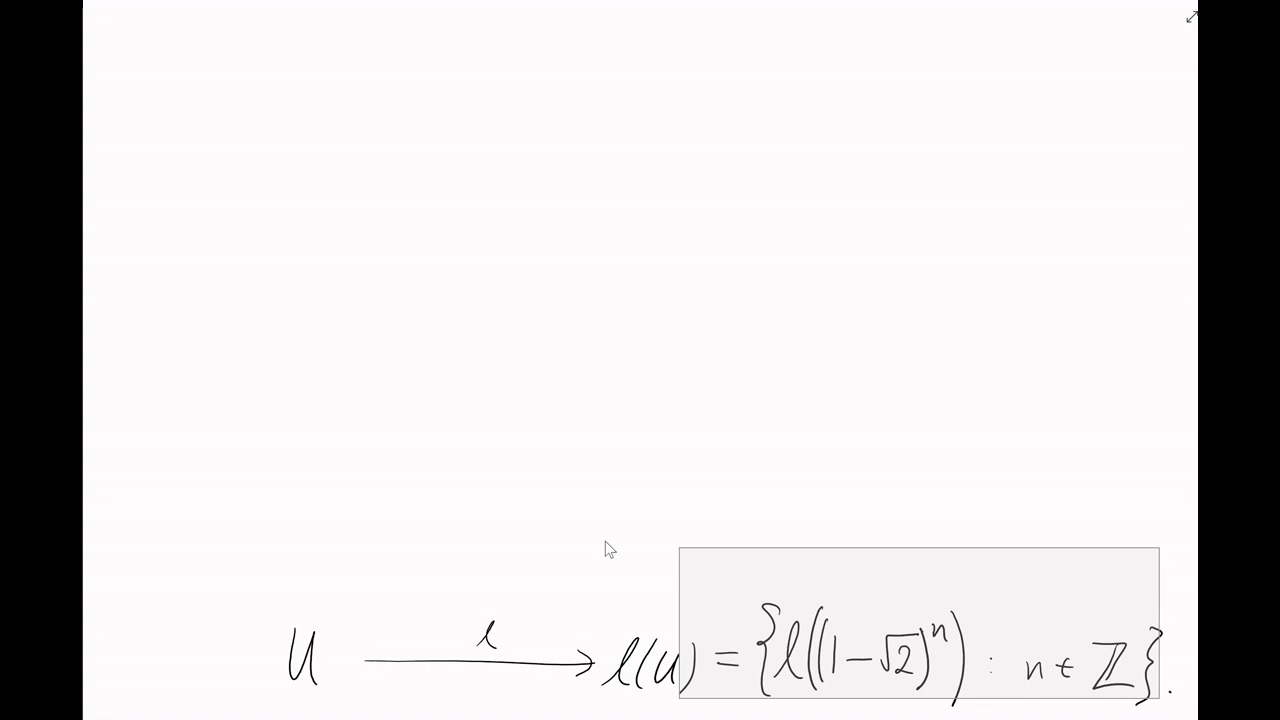 U ⟶^ℓ ℓ(U) = {ℓ((1-√2)^n) : n ∈ ℤ}.